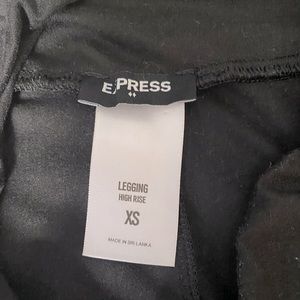 EXPRESS
LEGGING
HIGH RISE
XS
MADE IN SRI LANKA